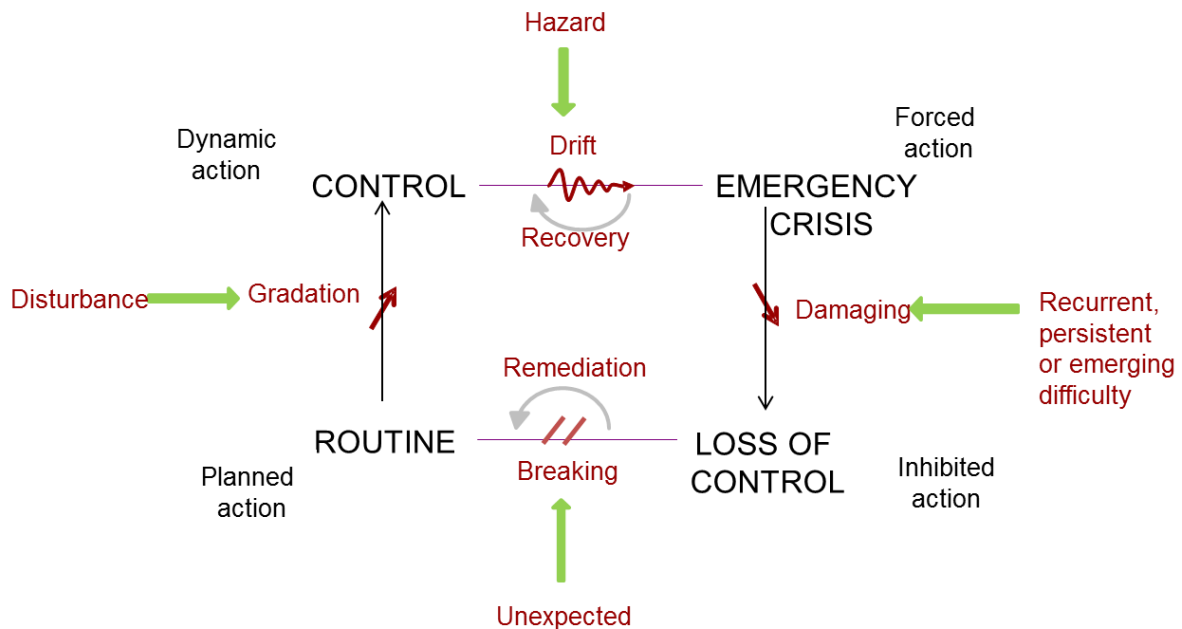 Hazard
Dynamic
action
Drift
Forced
action
CONTROL
EMERGENCY
CRISIS
Recovery
Disturbance
Gradation
Damaging
Recurrent,
persistent
or emerging
difficulty
Remediation
ROUTINE
LOSS OF
CONTROL
Breaking
Planned
action
Inhibited
action
Unexpected